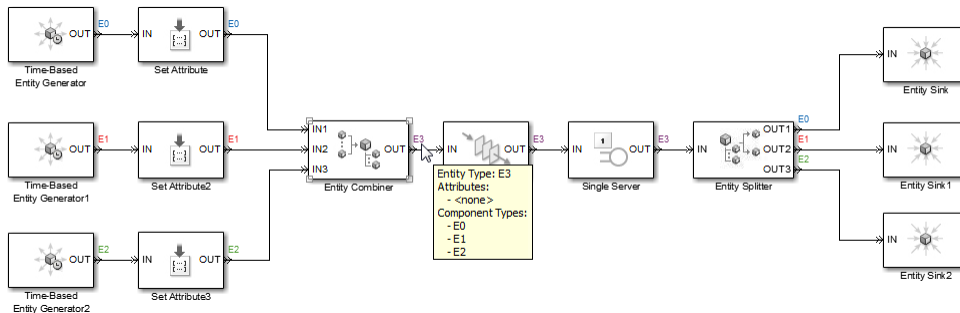 E0
E0
OUT
IN
OUT
IN
Time-Based
Entity Generator
Set Attribute
Entity Sink
E1
E1
OUT
IN
OUT
Time-Based
Entity Generator1
Set Attribute2
IN1
IN2
IN3
OUT
E3
Entity Combiner
IN
OUT
E3
Entity Type: E3
Attributes:
- <none>
Component Types:
- E0
- E1
- E2
IN
1
OUT
E3
Single Server
IN
OUT1
OUT2
OUT3
E0
E1
E2
Entity Splitter
IN
Entity Sink1
E2
E2
OUT
IN
OUT
Time-Based
Entity Generator2
Set Attribute3
IN
Entity Sink2